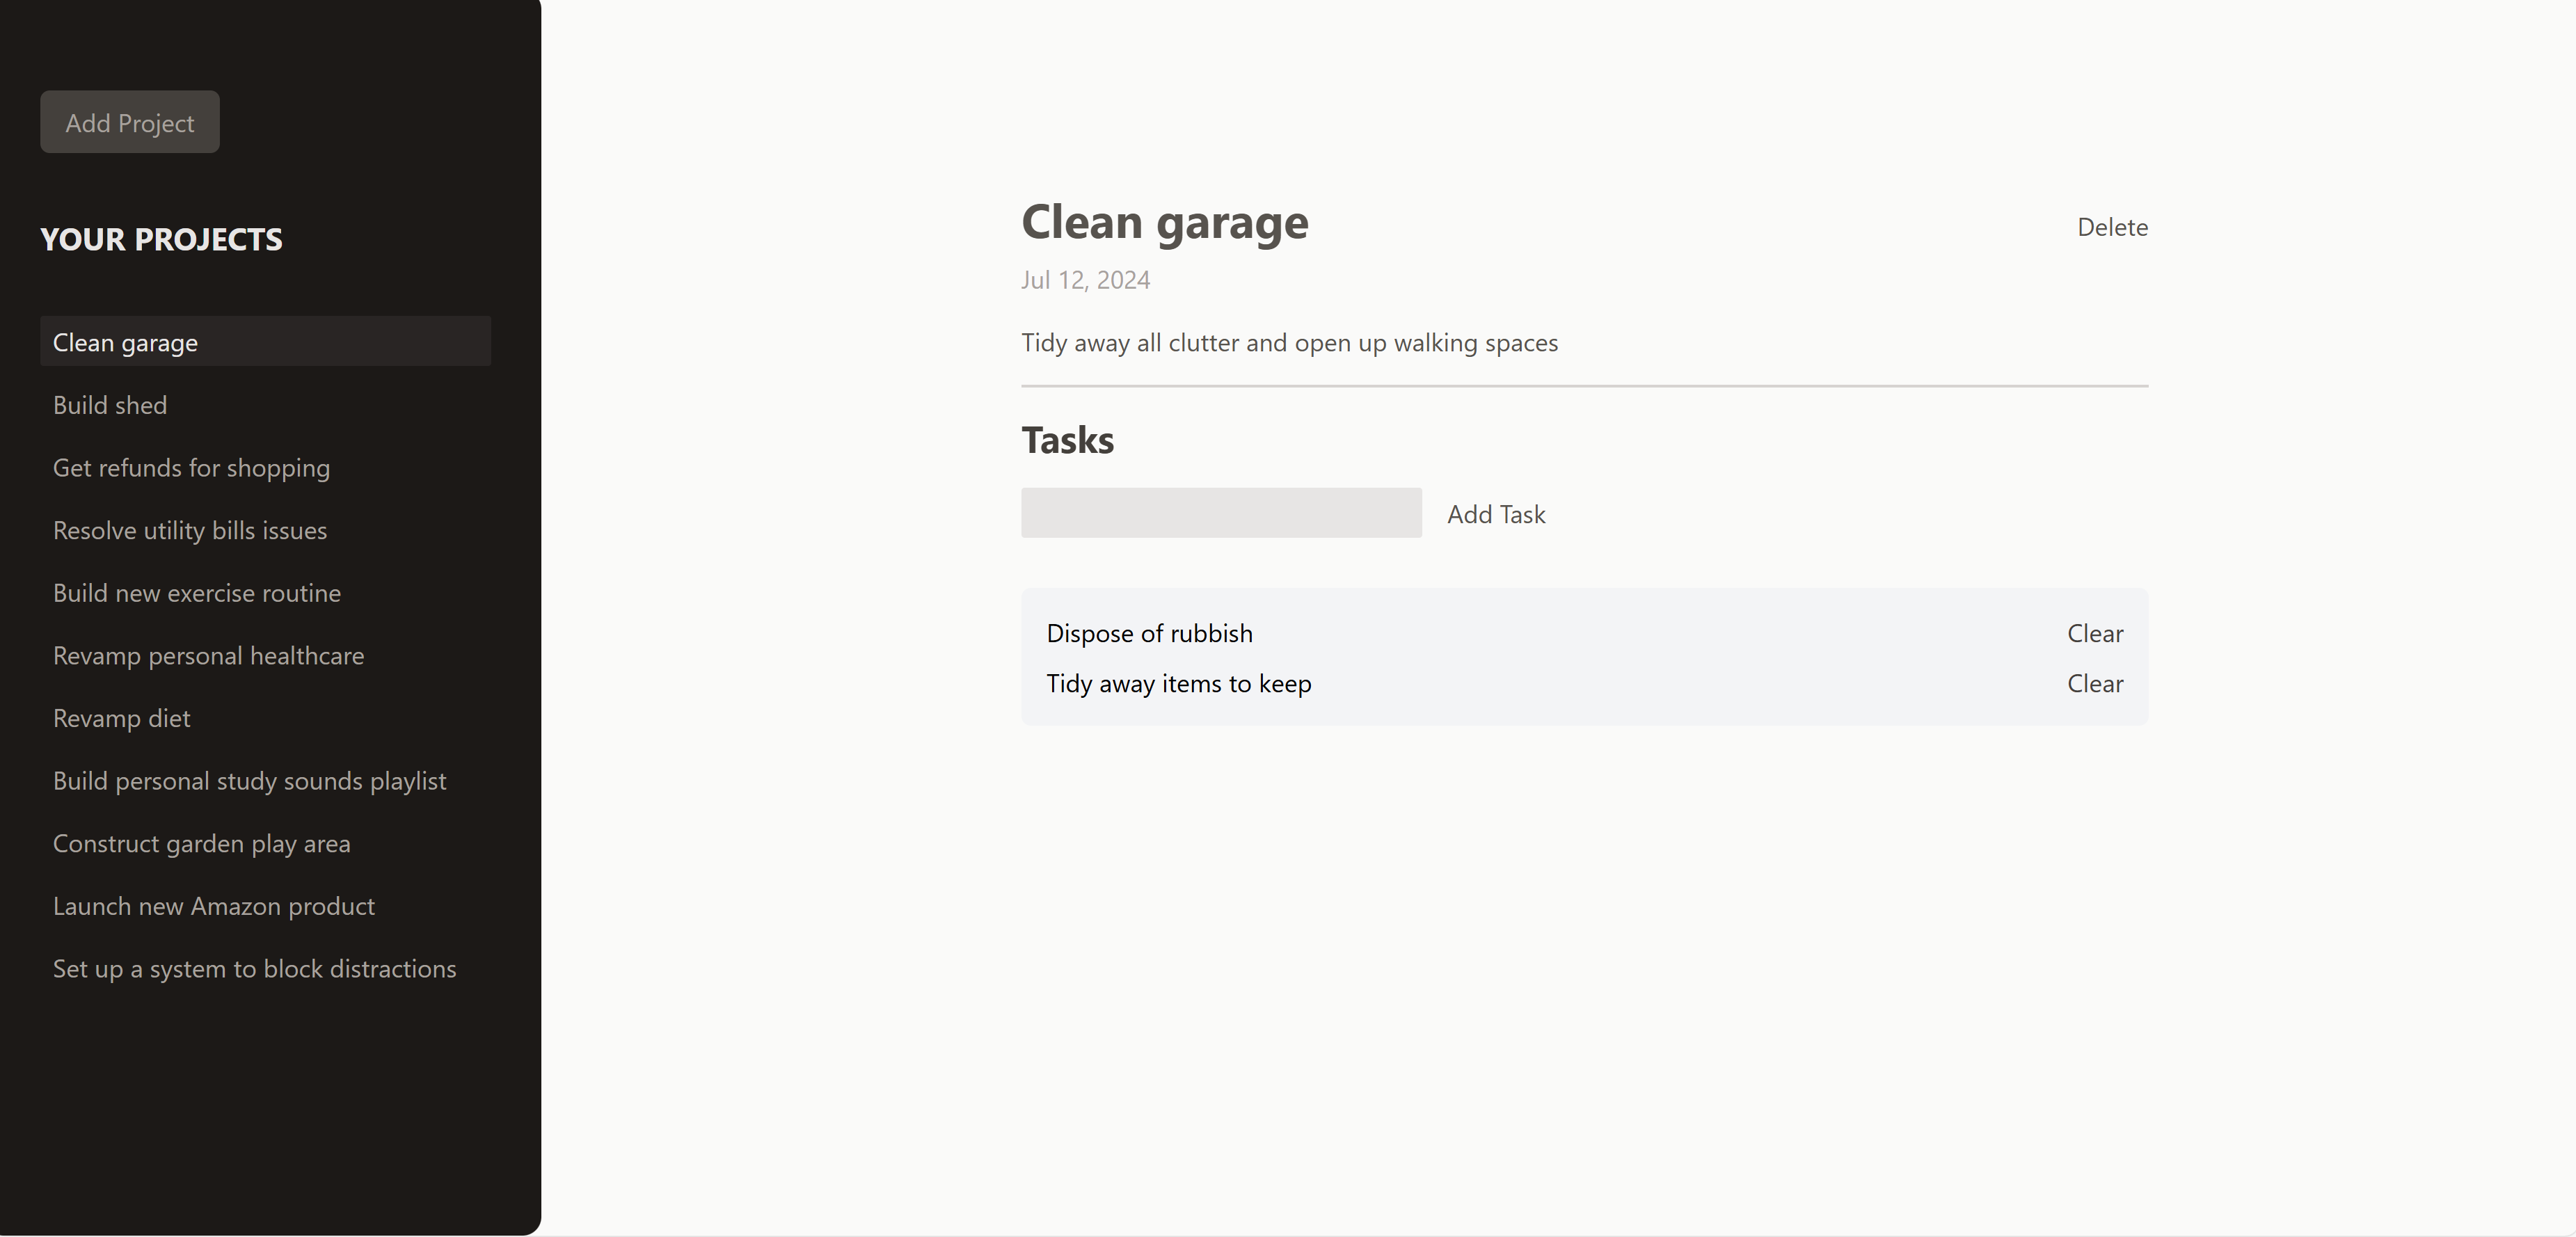 Add Project
YOUR PROJECTS
Clean garage
Build shed
Get refunds for shopping
Resolve utility bills issues
Build new exercise routine
Revamp personal healthcare
Revamp diet
Build personal study sounds playlist
Construct garden play area
Launch new Amazon product
Set up a system to block distractions
Clean garage
Delete
Jul 12, 2024
Tidy away all clutter and open up walking spaces
Tasks
Add Task
Dispose of rubbish
Clear
Tidy away items to keep
Clear